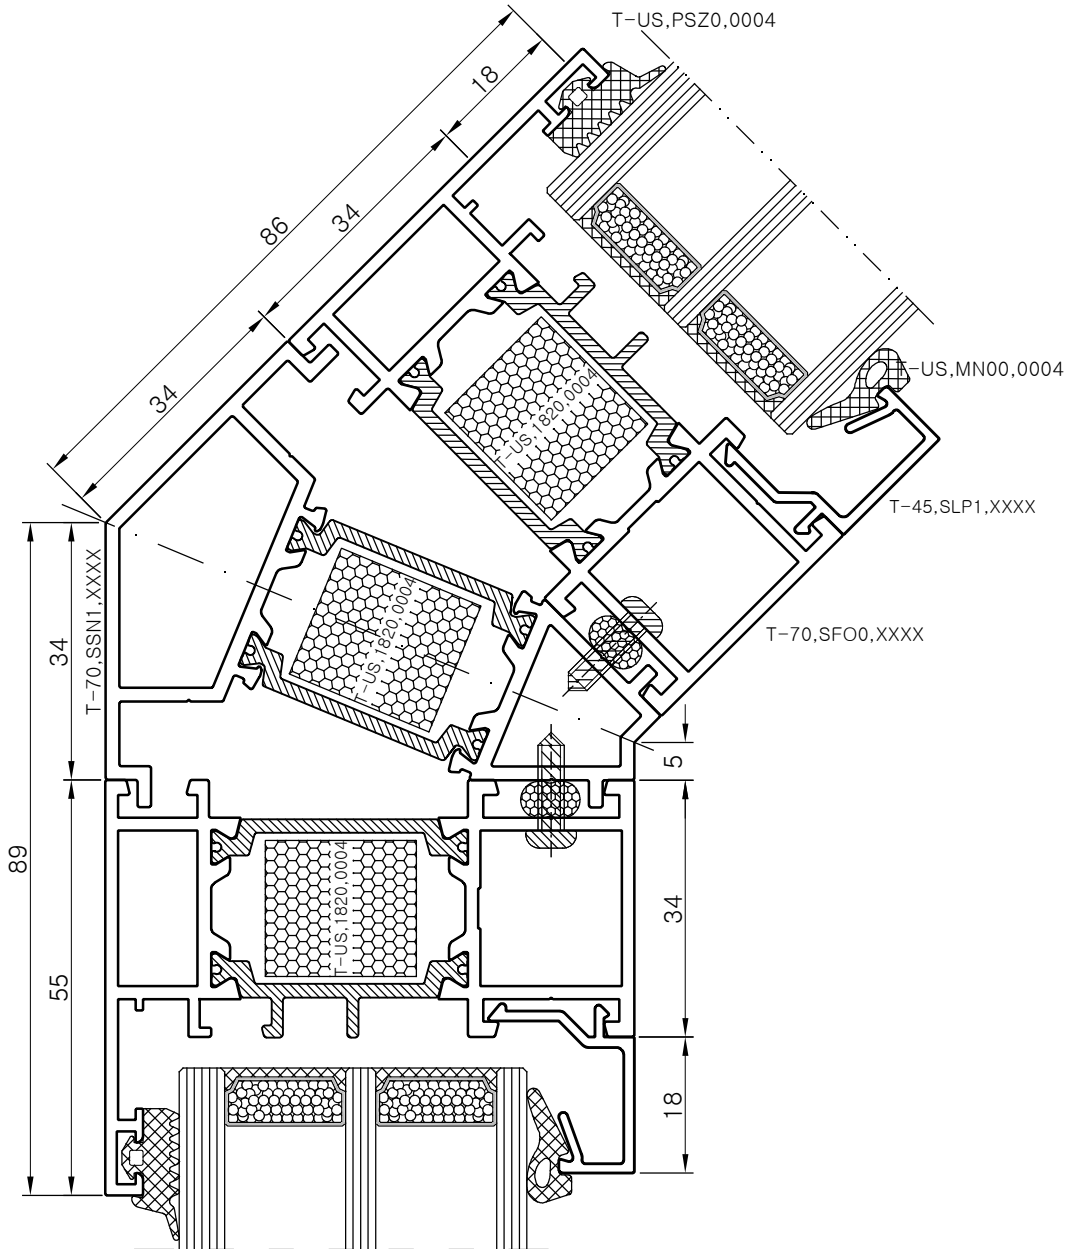 T-US,PSZ0,0004
18
86
34
34
T-US,MN00,0004
T-US,1820,0004
T-45,SLP1,XXXX
T-70,SSN1,XXXX
34
T-US,1820,0004
T-70,SFO0,XXXX
5
89
55
T-US,1820,0004
34
18